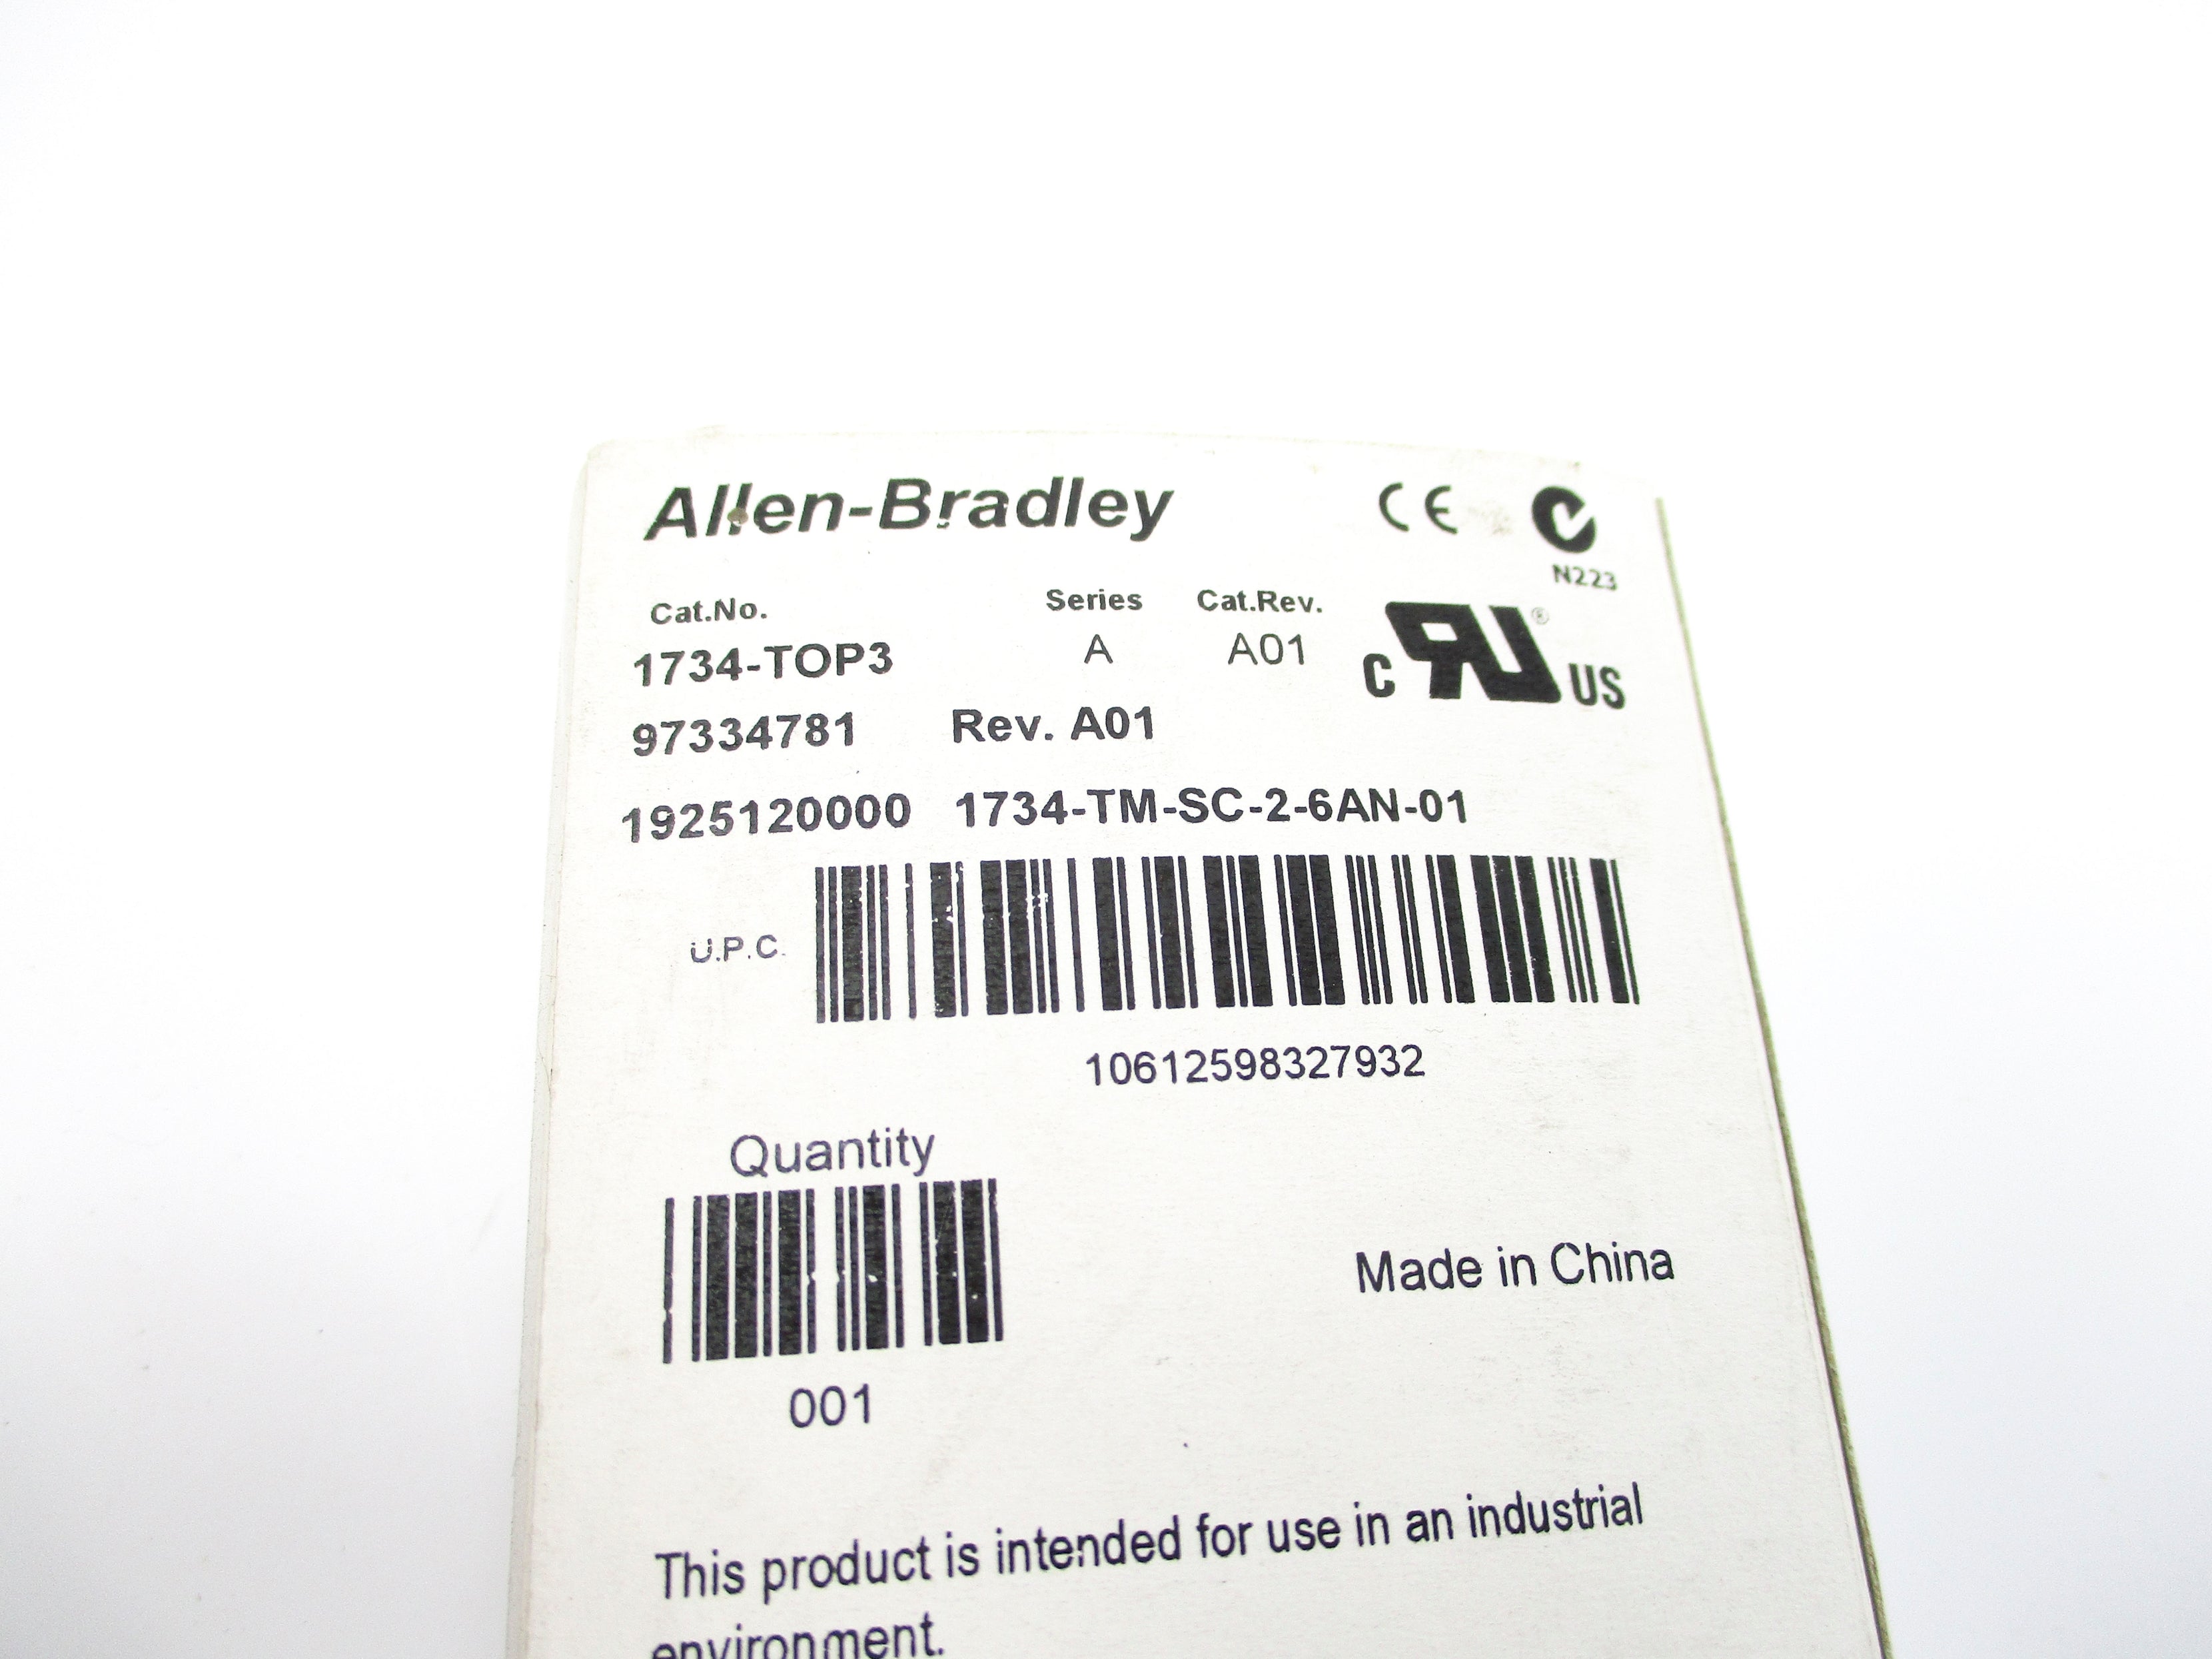 Allen-Bradley CE
N223
Cat.No. Series Cat.Rev.
1734-TOP3 A A01
C RU ® US
97334781 Rev. A01
1925120000 1734-TM-SC-2-6AN-01
U.P.C.
10612598327932
Quantity
001
Made in China
This product is intended for use in an industrial
environment.